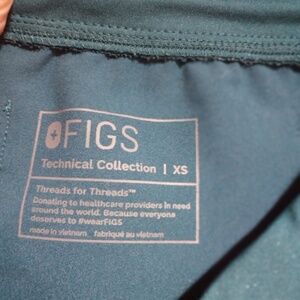 FIGS
Technical Collection | XS
Threads for Threads™
Donating to healthcare providers in need
around the world. Because everyone
deserves to #wearFIGS
made in vietnam fabriqué au vietnam